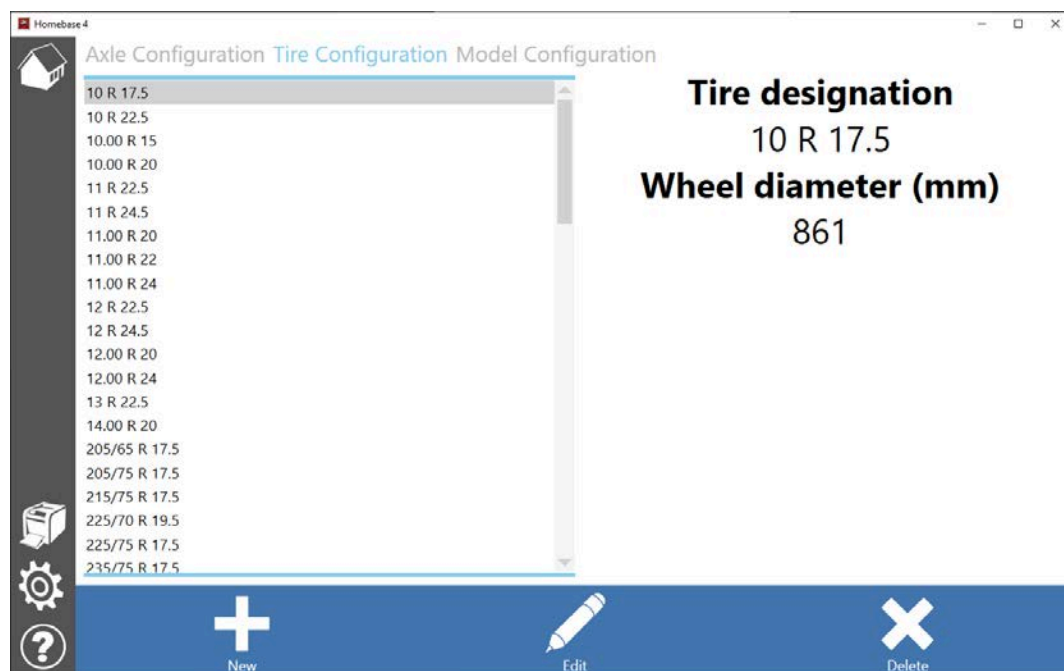 Homebase 4
Axle Configuration Tire Configuration Model Configuration
10 R 17.5
10 R 22.5
10.00 R 15
10.00 R 20
11 R 22.5
11 R 24.5
11.00 R 20
11.00 R 22
11.00 R 24
12 R 22.5
12 R 24.5
12.00 R 20
12.00 R 24
13 R 22.5
14.00 R 20
205/65 R 17.5
205/75 R 17.5
215/75 R 17.5
225/70 R 19.5
225/75 R 17.5
235/75 R 17.5
Tire designation
10 R 17.5
Wheel diameter (mm)
861
New
Edit
Delete